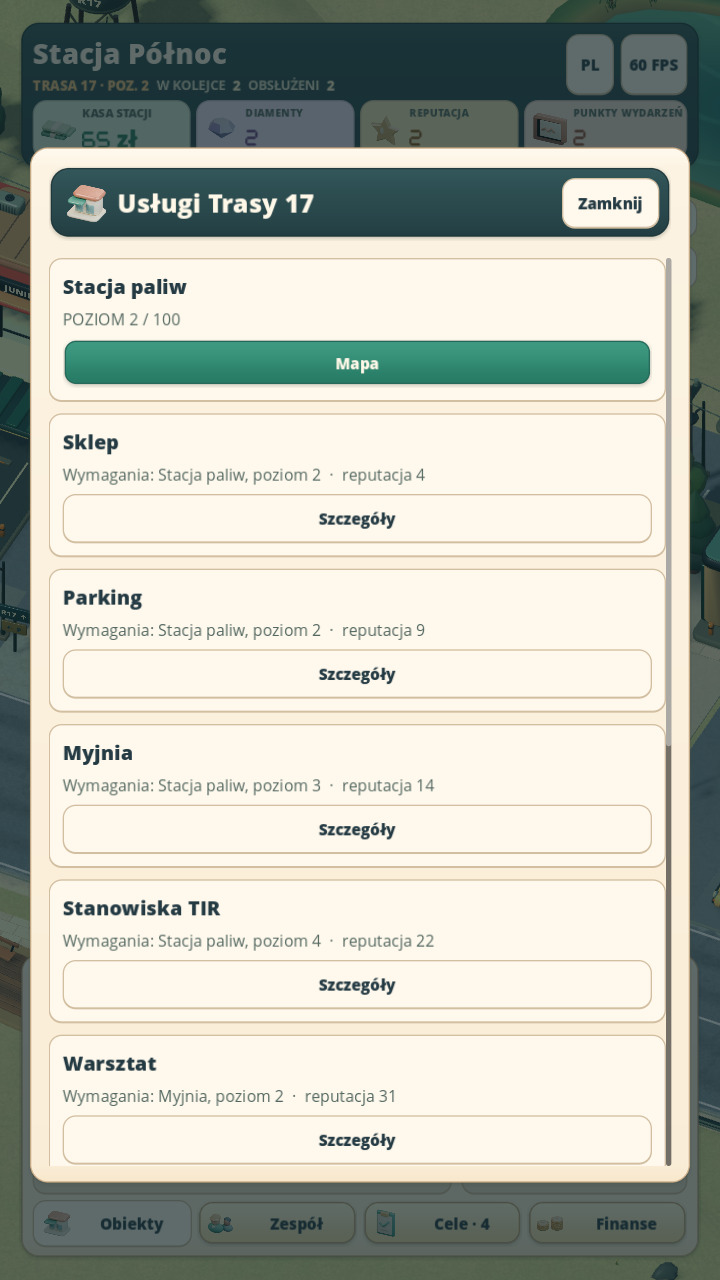 R17
Stacja Północ
TRASA 17 · POZ. 2 W KOLEJCE 2 OBSŁUŻENI 2
PL
60 FPS
KASA STACJI
65 zł
DIAMENTY
2
REPUTACJA
2
PUNKTY WYDARZEŃ
2
Usługi Trasy 17
Zamknij
Stacja paliw
POZIOM 2 / 100
Mapa
Sklep
Wymagania: Stacja paliw, poziom 2 · reputacja 4
Szczegóły
Parking
Wymagania: Stacja paliw, poziom 2 · reputacja 9
Szczegóły
Myjnia
Wymagania: Stacja paliw, poziom 3 · reputacja 14
Szczegóły
Stanowiska TIR
Wymagania: Stacja paliw, poziom 4 · reputacja 22
Szczegóły
Warsztat
Wymagania: Myjnia, poziom 2 · reputacja 31
Szczegóły
Obiekty
Zespół
Cele · 4
Finanse